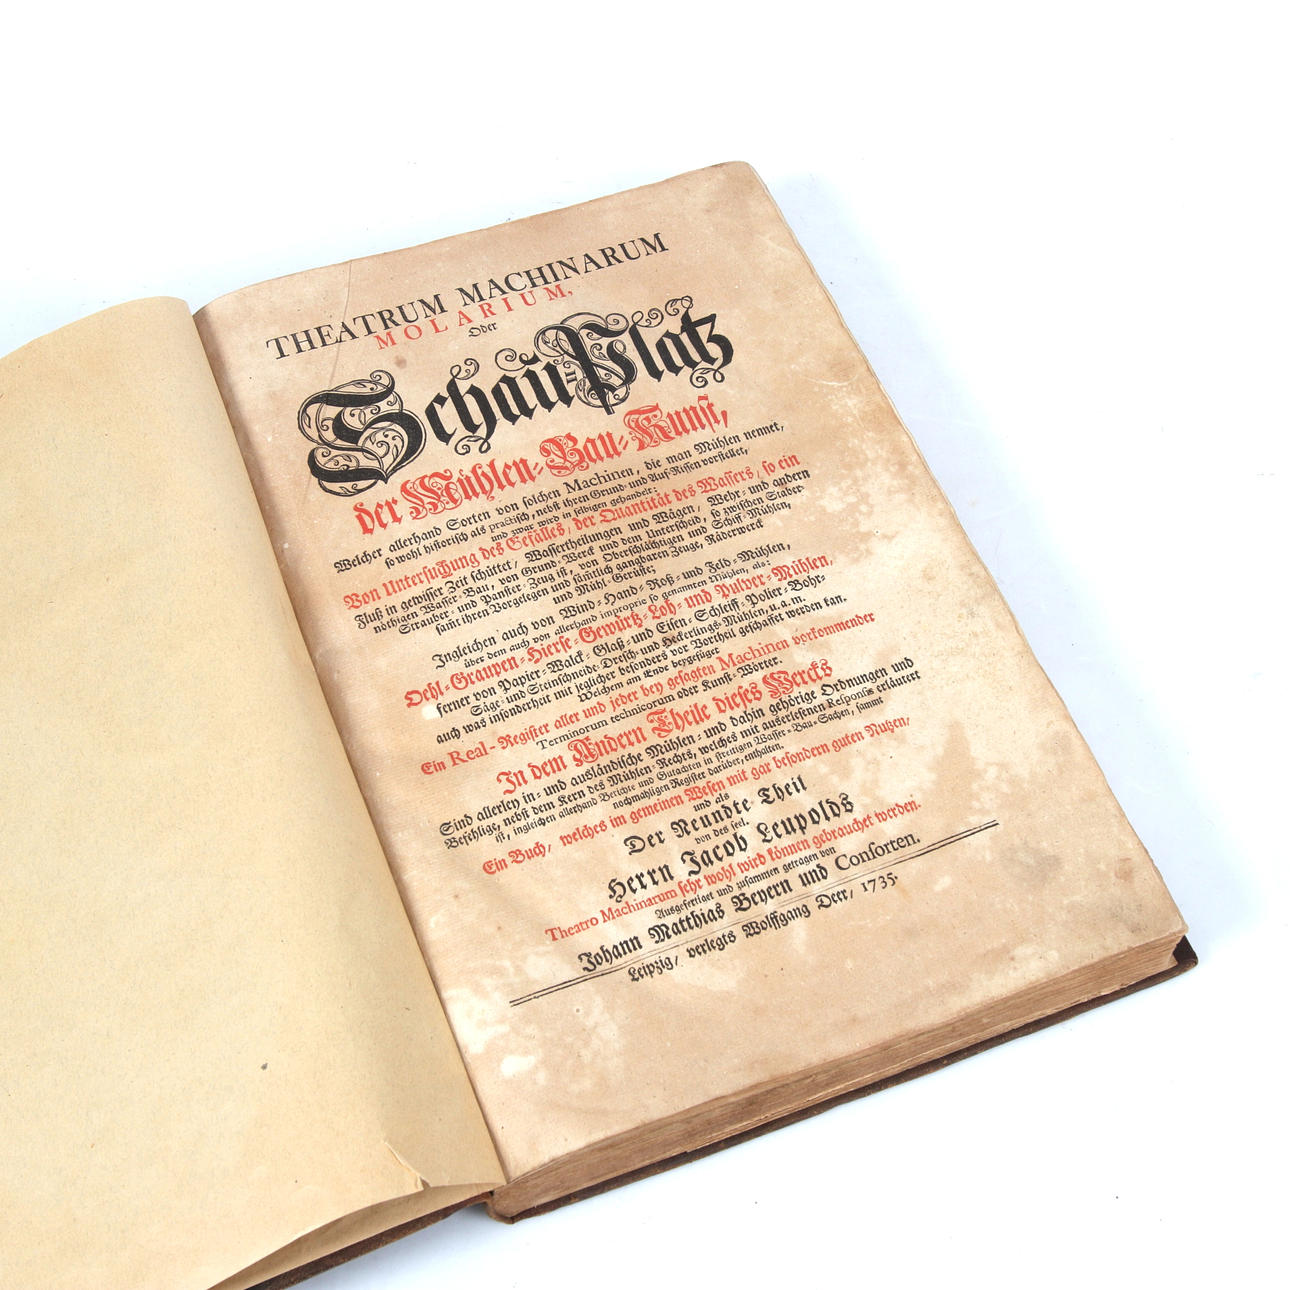 THEATRUM MACHINARUM
MOLARIUM,
Oder
Schau=Platz
der Mühlen=Bau=Kunst,
Welcher allerhand Sorten von solchen Machinen, die man Mühlen nennet,
so wohl historisch als practisch, nebst ihren Grund- und Auf-Rissen vorstellet,
und zwar wird in selbigen gehandelt:
Von Untersuchung des Gefälles, der Quantität des Wassers, so ein
Fluß in gewisser Zeit schüttet, Wassertheilungen und Wägen, Wehr- und andern
nöthigen Wasser-Bau, von Grund-Werck und dem Unterscheid, so zwischen Staber-
Strauber- und Panster-Zeug ist, von Oberschlächtigen und Schiff-Mühlen,
samt ihren Vorgelegen und sämtlich gangbaren Zeuge, Räderwerck
und Mühl-Gerüste;
Ingleichen auch von Wind-Hand-Roß- und Feld-Mühlen,
über dem auch von allerhand improprie so genannten Mühlen, als:
Oehl-Graupen-Hierse-Gewürtz-Loh- und Pulver-Mühlen,
ferner von Papier-Walck-Glaß- und Eisen-Schleiff-Polier-Bohr-
Säge- und Steinschneide-Dresch- und Heckerlings-Mühlen, u. a. m.
auch was insonderheit mit jeglicher besonders vor Vortheil geschaffet werden kan.
Welchem am Ende beygefüget
Ein Real-Register aller und jeder bey gesagten Machinen vorkommender
Terminorum technicorum oder Kunst-Wörter.
In dem Andern Theile dieses Wercks
Sind allerley in- und ausländische Mühlen- und dahin gehörige Ordnungen und
Befehlige, nebst dem Kern des Mühlen-Rechts, welches mit auserlesenen Responsis erläutert
ist, ingleichen allerhand Berichte und Gutachten in streitigen Wasser-Bau-Sachen, sammt
nochmahligen Register darüber, enthalten.
Ein Buch, welches im gemeinen Wesen mit gar besondern guten Nutzen,
und als
Der Neundte Theil
von des seel.
Herrn Jacob Leupolds
Theatro Machinarum sehr wohl wird können gebrauchet werden.
Ausgefertiget und zusammen getragen von
Johann Matthias Beyern und Consorten.
Leipzig, verlegts Wolffgang Deer, 1735.